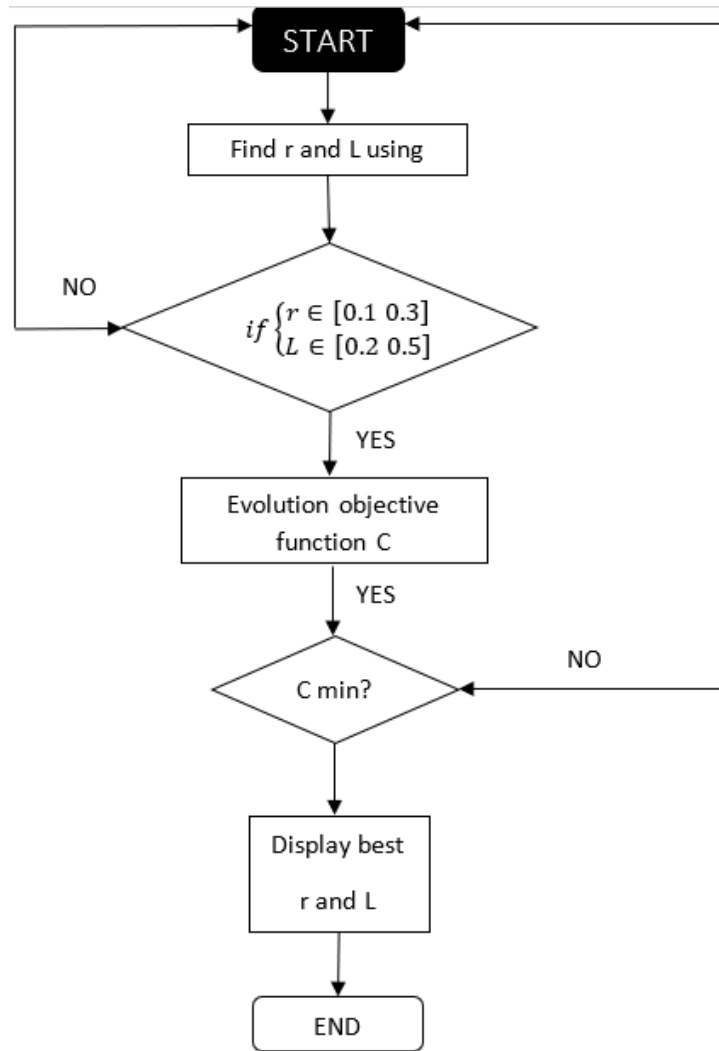 START
Find r and L using
NO
if { r ∈ [0.1 0.3]
L ∈ [0.2 0.5]
YES
Evolution objective
function C
YES
NO
C min?
Display best
r and L
END